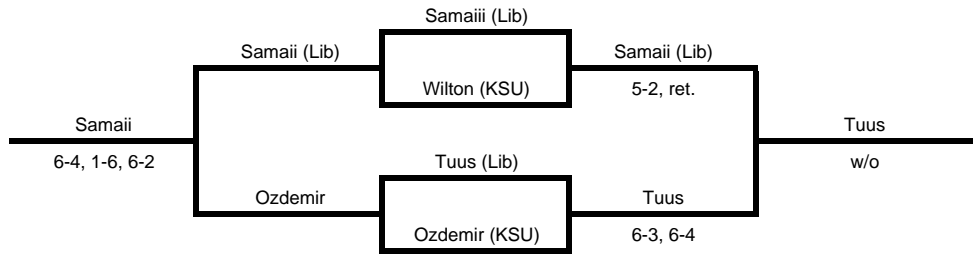 Samaiii (Lib)
Samaii (Lib)
Samaii (Lib)
Wilton (KSU)
5-2, ret.
Samaii
Tuus
6-4, 1-6, 6-2
Tuus (Lib)
w/o
Ozdemir
Tuus
Ozdemir (KSU)
6-3, 6-4